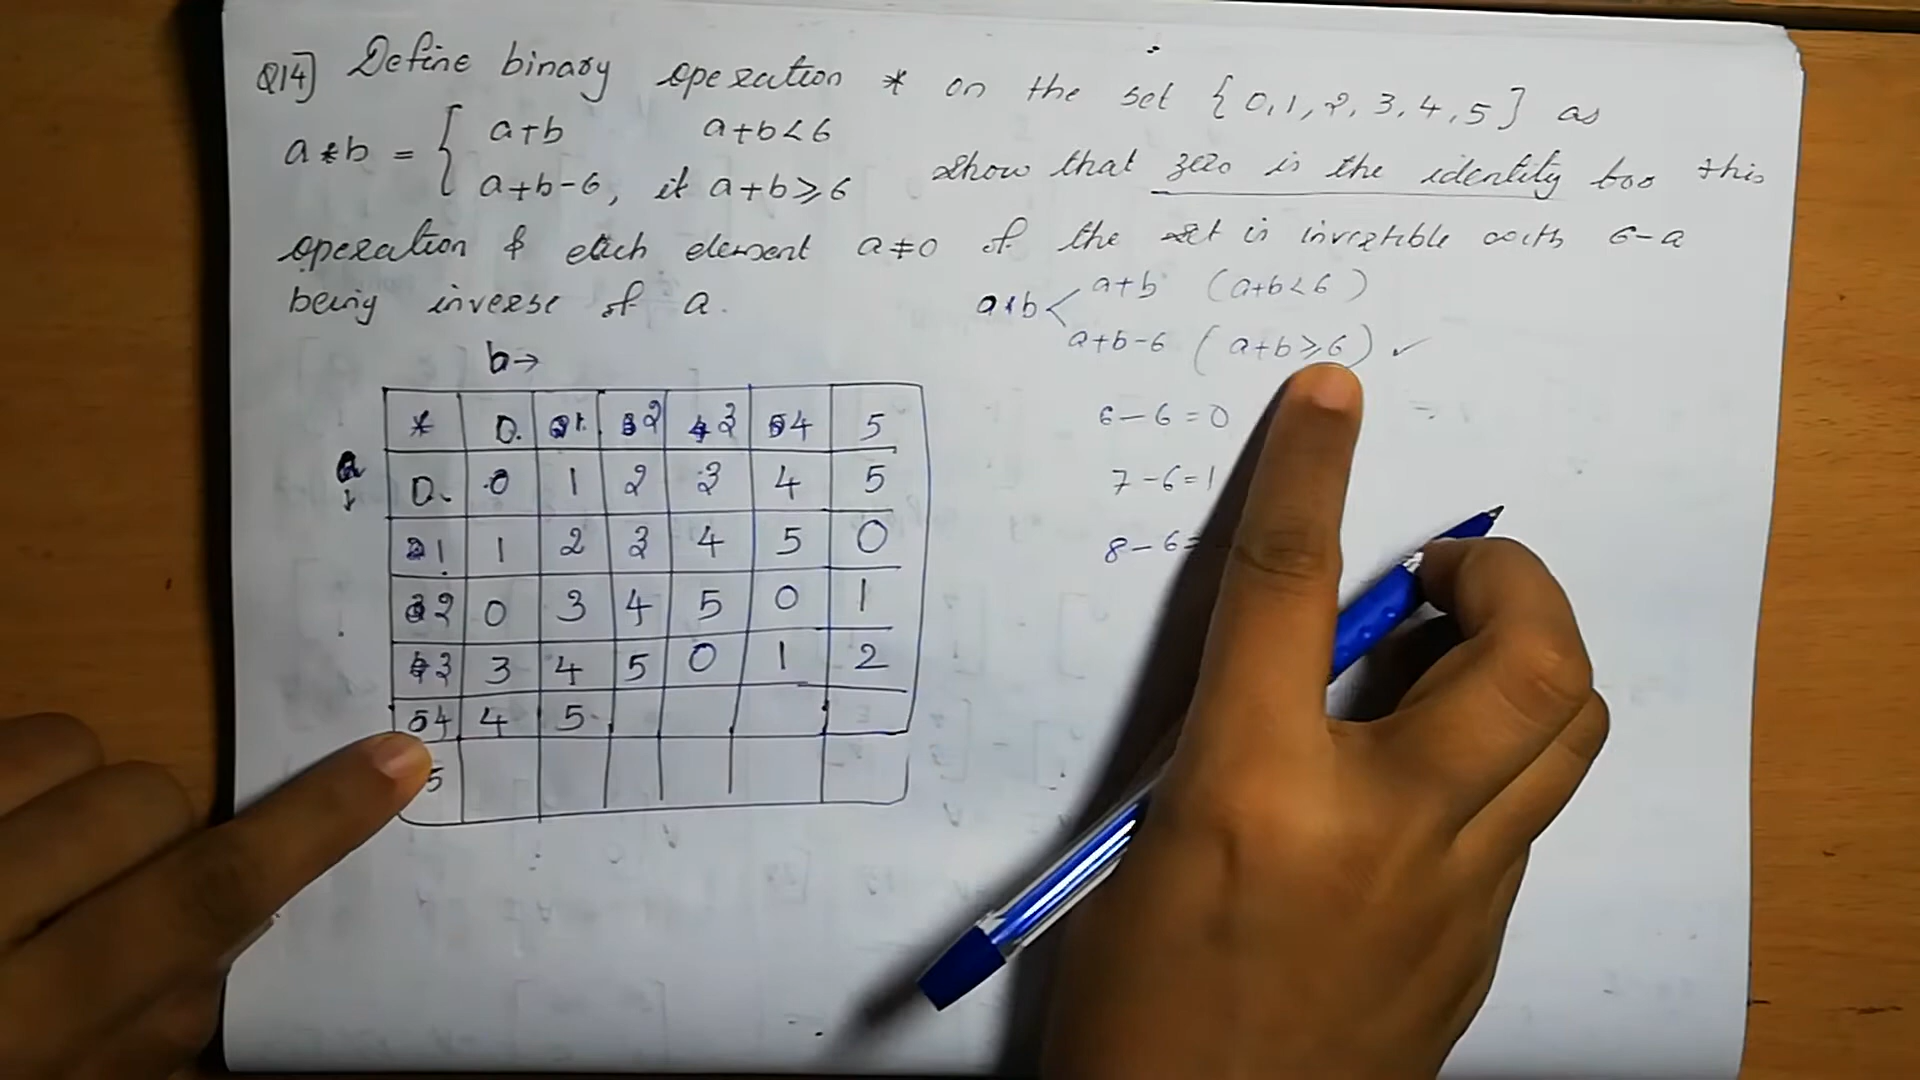 Q14] Define binary operation * on the set {0,1,2,3,4,5} as
a*b = { a+b a+b<6
a+b-6, if a+b≥6 show that zero is the identity for this
operation & each element a≠0 of the set is invertible with 6-a
being inverse of a.
a*b < a+b (a+b<6)
a+b-6 (a+b≥6) ✓
b→
a ↓
* 0 1 2 3 4 5
0 0 1 2 3 4 5
1 1 2 3 4 5 0
2 0 3 4 5 0 1
3 3 4 5 0 1 2
4 4 5
5
6-6=0
7-6=1
8-6=